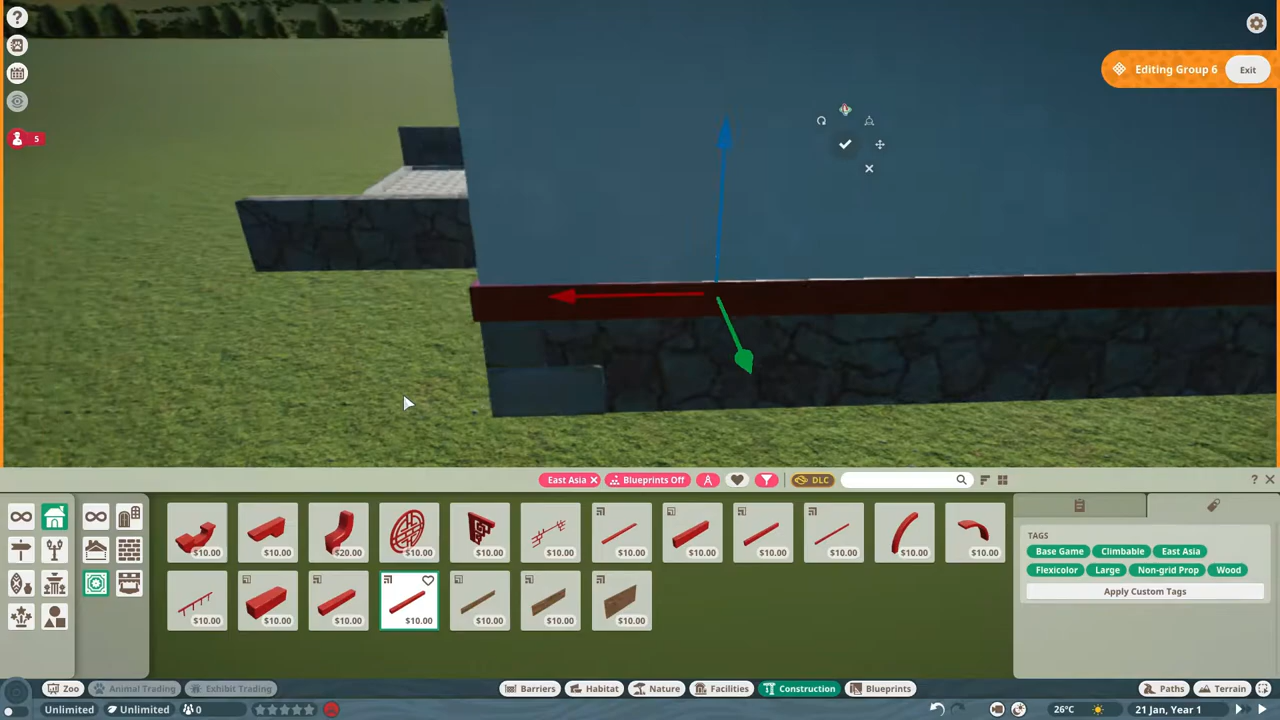 ?
Editing Group 6
Exit
5
East Asia
Blueprints Off
DLC
?
$10.00 $10.00 $20.00 $10.00 $10.00 $10.00 $10.00 $10.00 $10.00 $10.00 $10.00 $10.00
$10.00 $10.00 $10.00 $10.00 $10.00 $10.00 $10.00
TAGS
Base Game Climbable East Asia
Flexicolor Large Non-grid Prop Wood
Apply Custom Tags
Zoo Animal Trading Exhibit Trading Barriers Habitat Nature Facilities Construction Blueprints Paths Terrain
Unlimited Unlimited 0 26°C 21 Jan, Year 1